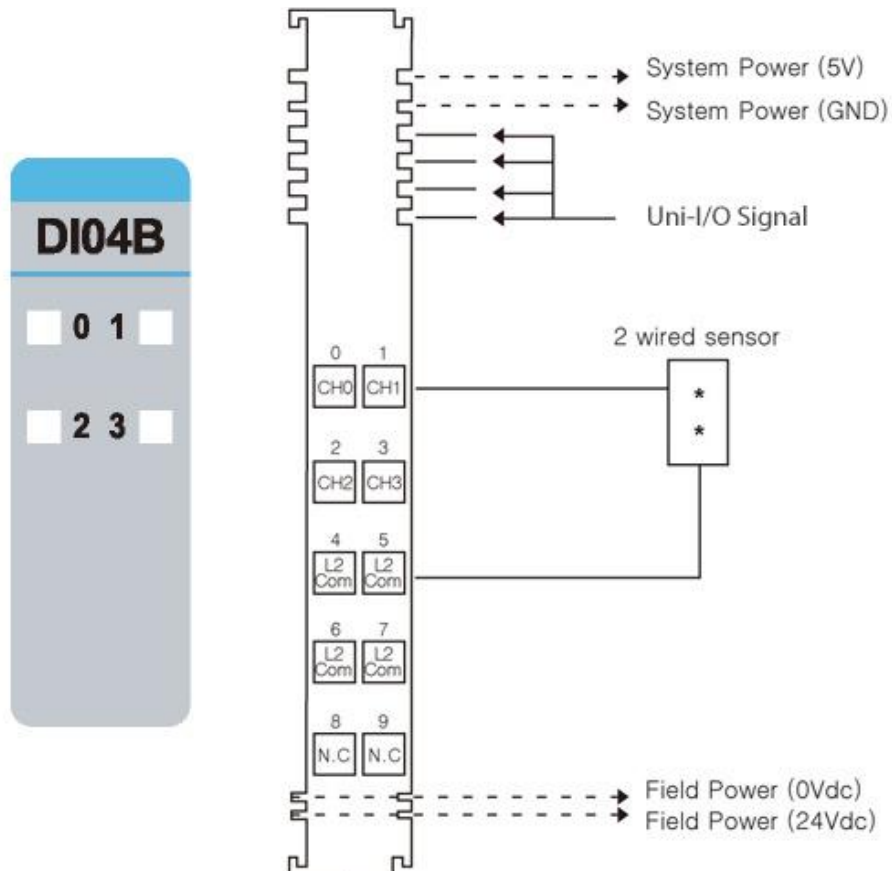 DI04B
0 1
2 3
System Power (5V)
System Power (GND)
Uni-I/O Signal
2 wired sensor
*
*
0 1
CH0 CH1
2 3
CH2 CH3
4 5
L2 L2
Com Com
6 7
L2 L2
Com Com
8 9
N.C N.C
Field Power (0Vdc)
Field Power (24Vdc)